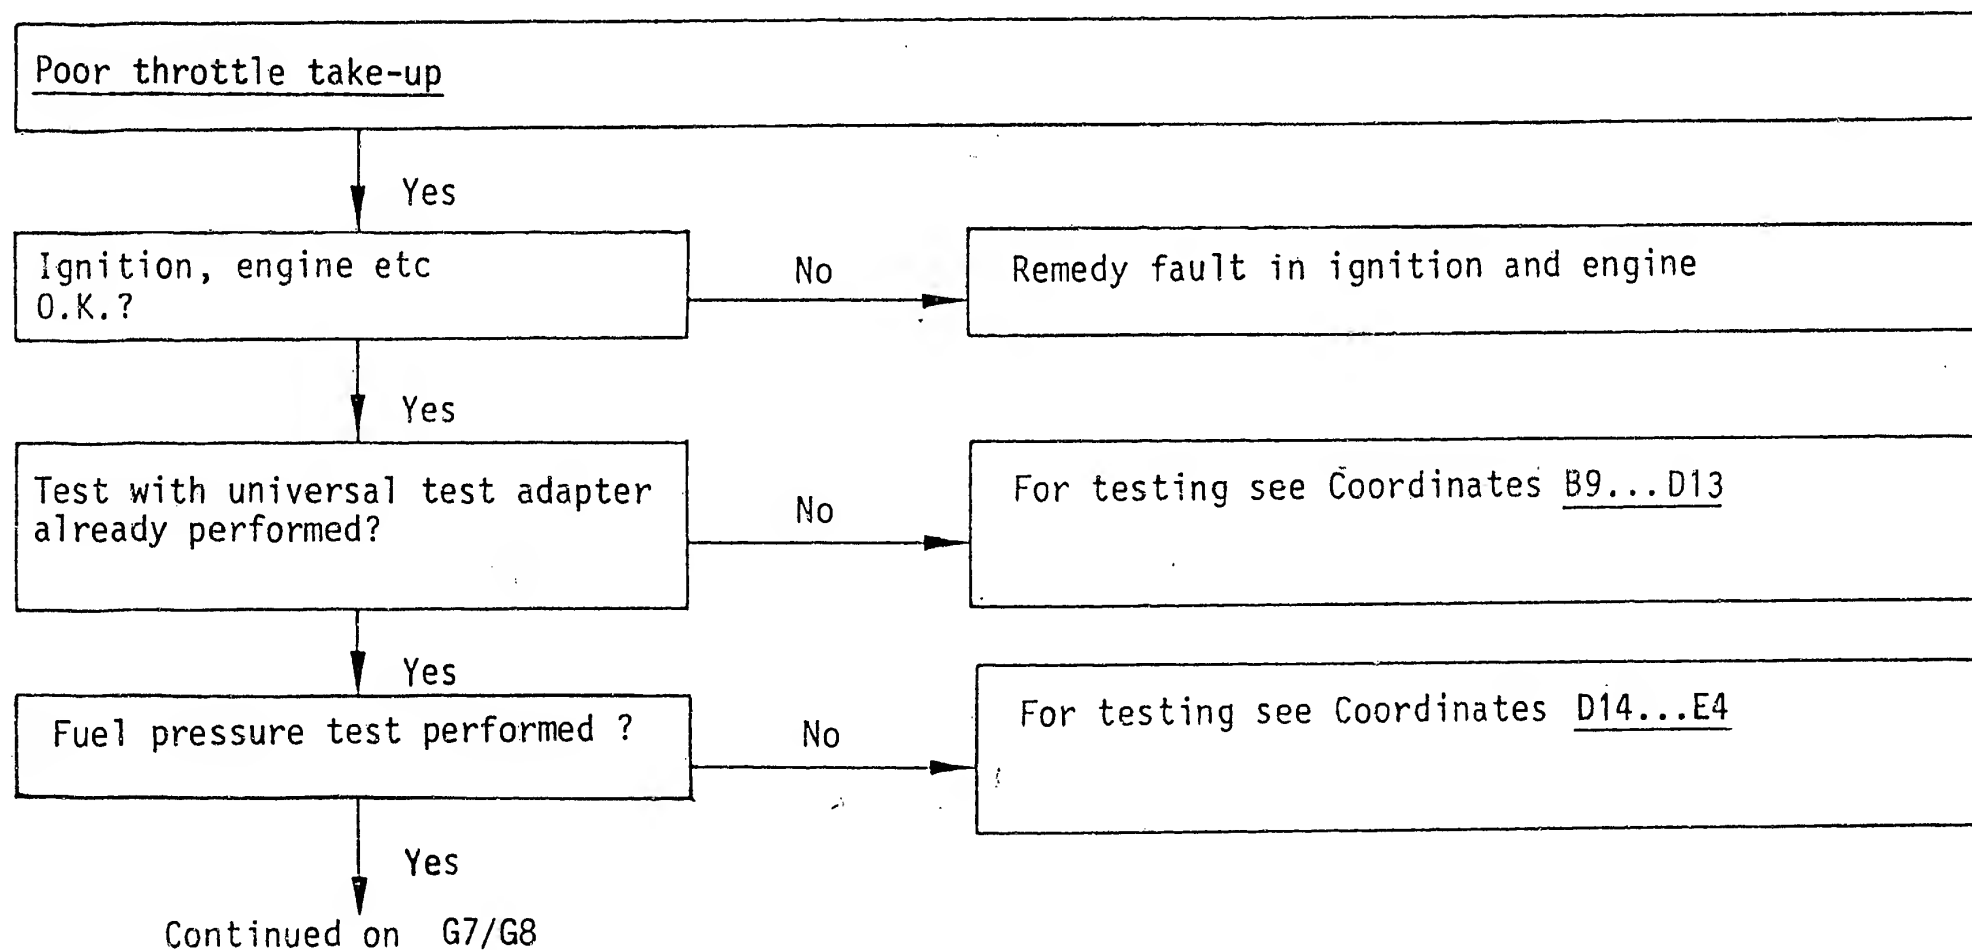 Poor throttle take-up
Yes
Ignition, engine etc
O.K.?
No
Remedy fault in ignition and engine
Yes
Test with universal test adapter
already performed?
No
For testing see Coordinates B9...D13
Yes
Fuel pressure test performed ?
No
For testing see Coordinates D14...E4
Yes
Continued on G7/G8